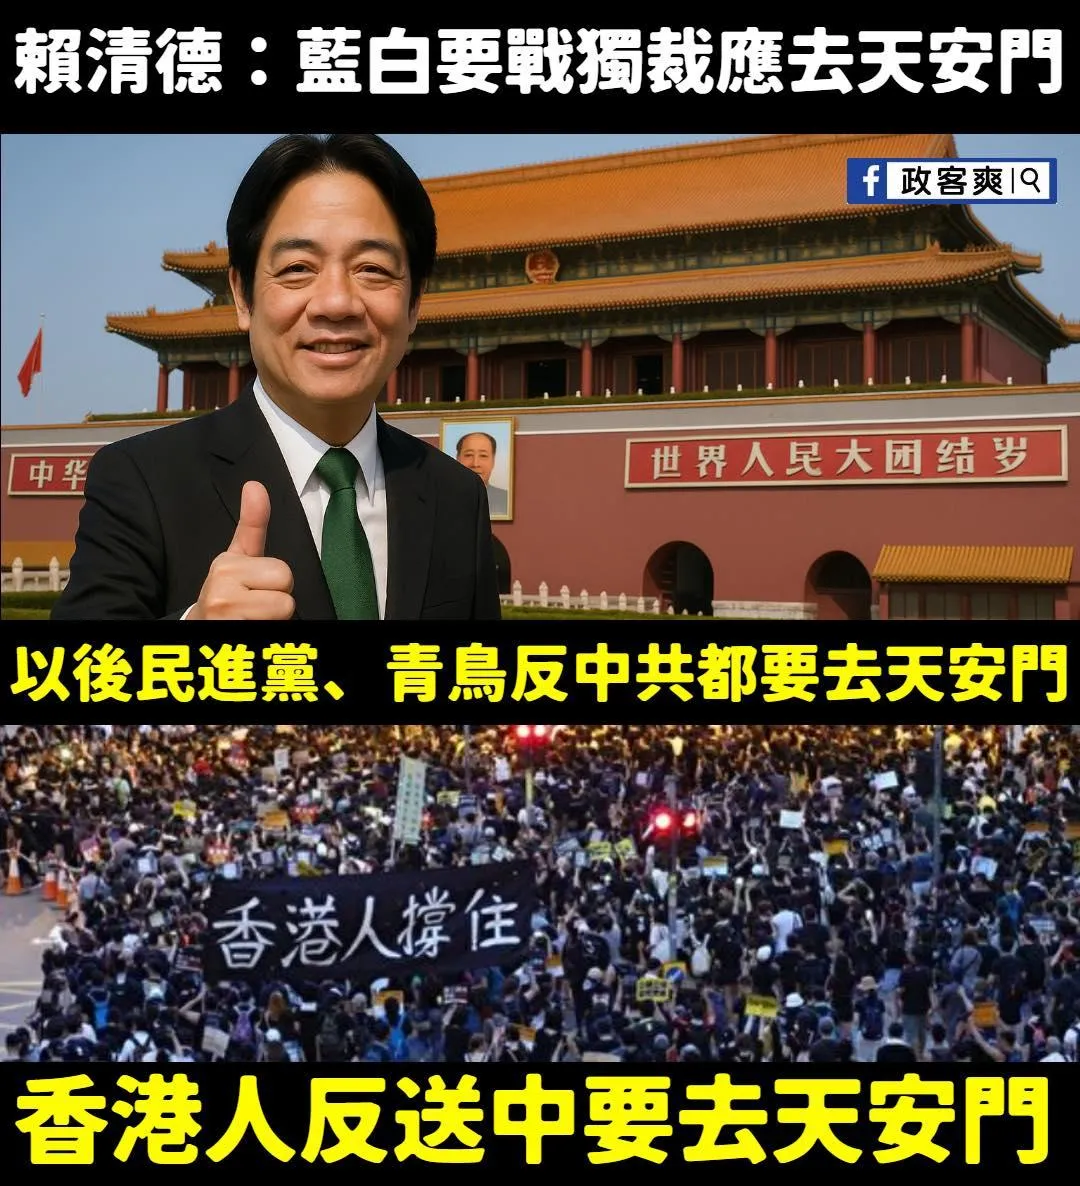 賴清德：藍白要戰獨裁應去天安門
政客爽
中华
世界人民大团结岁
以後民進黨、青鳥反中共都要去天安門
香港人撐住
香港人反送中要去天安門